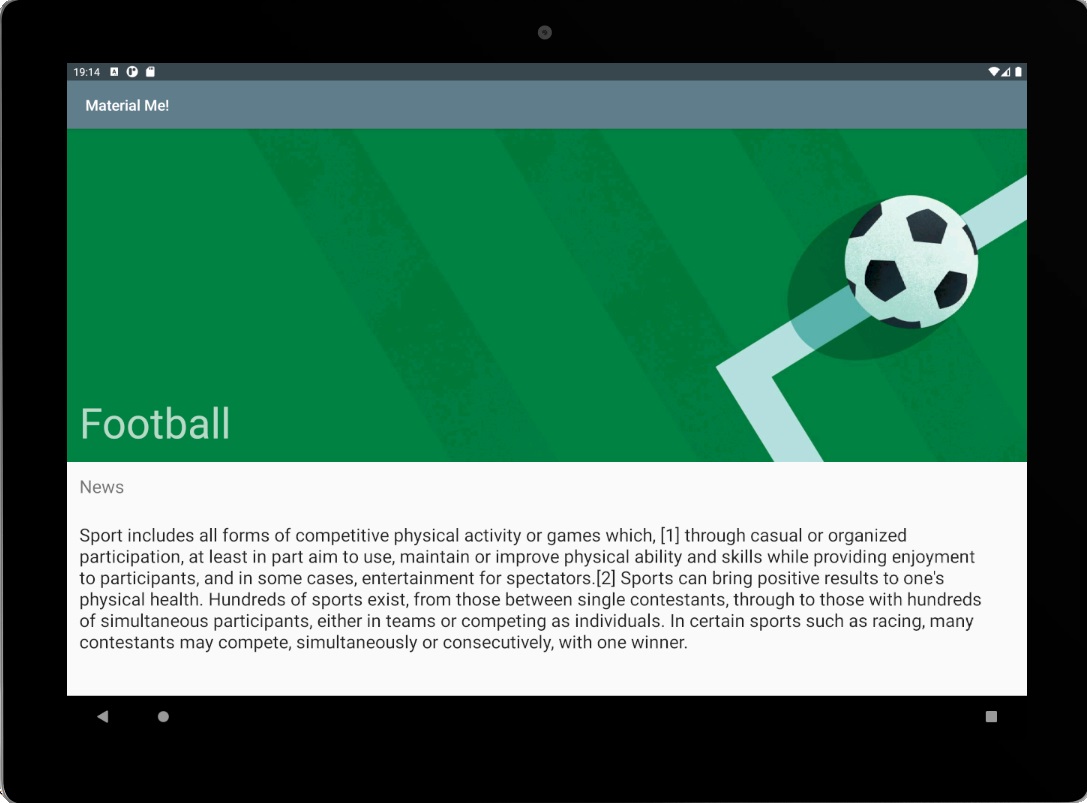 19:14
Material Me!
Football
News
Sport includes all forms of competitive physical activity or games which, [1] through casual or organized
participation, at least in part aim to use, maintain or improve physical ability and skills while providing enjoyment
to participants, and in some cases, entertainment for spectators.[2] Sports can bring positive results to one's
physical health. Hundreds of sports exist, from those between single contestants, through to those with hundreds
of simultaneous participants, either in teams or competing as individuals. In certain sports such as racing, many
contestants may compete, simultaneously or consecutively, with one winner.